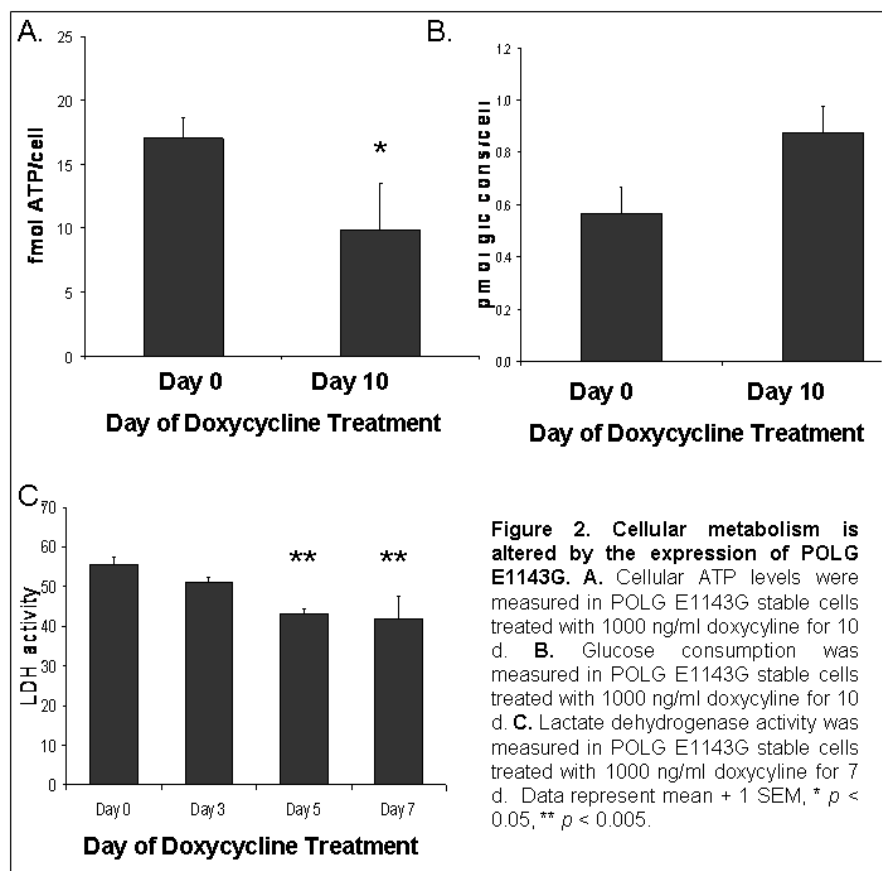 A.
25
20
15
10
5
0
fmol ATP/cell
*
Day 0 Day 10
Day of Doxycycline Treatment
B.
1.2
1.0
0.8
0.6
0.4
0.2
0.0
pmol glc cons/cell
Day 0 Day 10
Day of Doxycycline Treatment
C.
70
60
50
40
30
20
10
0
LDH activity
** **
Day 0 Day 3 Day 5 Day 7
Day of Doxycycline Treatment
Figure 2. Cellular metabolism is
altered by the expression of POLG
E1143G. A. Cellular ATP levels were
measured in POLG E1143G stable cells
treated with 1000 ng/ml doxycyline for 10
d. B. Glucose consumption was
measured in POLG E1143G stable cells
treated with 1000 ng/ml doxycyline for 10
d. C. Lactate dehydrogenase activity was
measured in POLG E1143G stable cells
treated with 1000 ng/ml doxycyline for 7
d. Data represent mean + 1 SEM, * p <
0.05, ** p < 0.005.